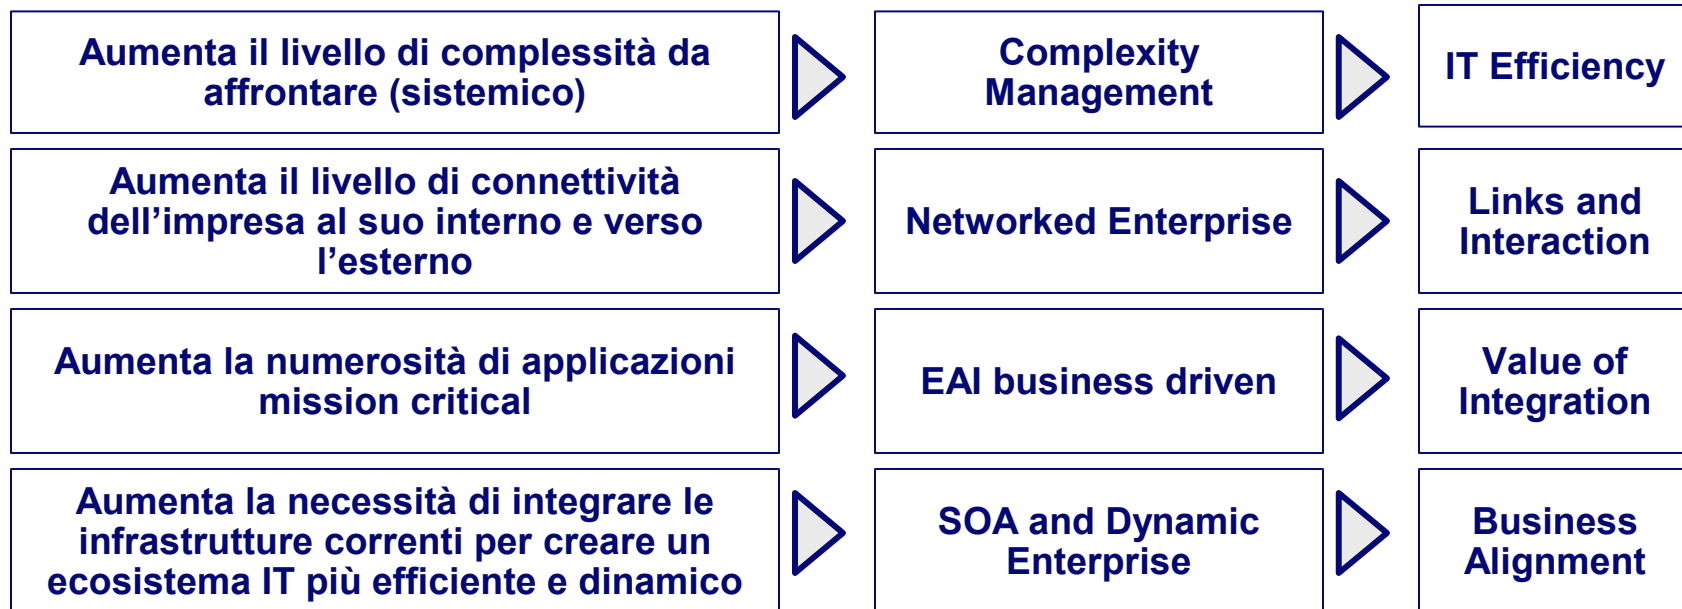 Aumenta il livello di complessità da
affrontare (sistemico)
Complexity
Management
IT Efficiency
Aumenta il livello di connettività
dell’impresa al suo interno e verso
l’esterno
Networked Enterprise
Links and
Interaction
Aumenta la numerosità di applicazioni
mission critical
EAI business driven
Value of
Integration
Aumenta la necessità di integrare le
infrastrutture correnti per creare un
ecosistema IT più efficiente e dinamico
SOA and Dynamic
Enterprise
Business
Alignment